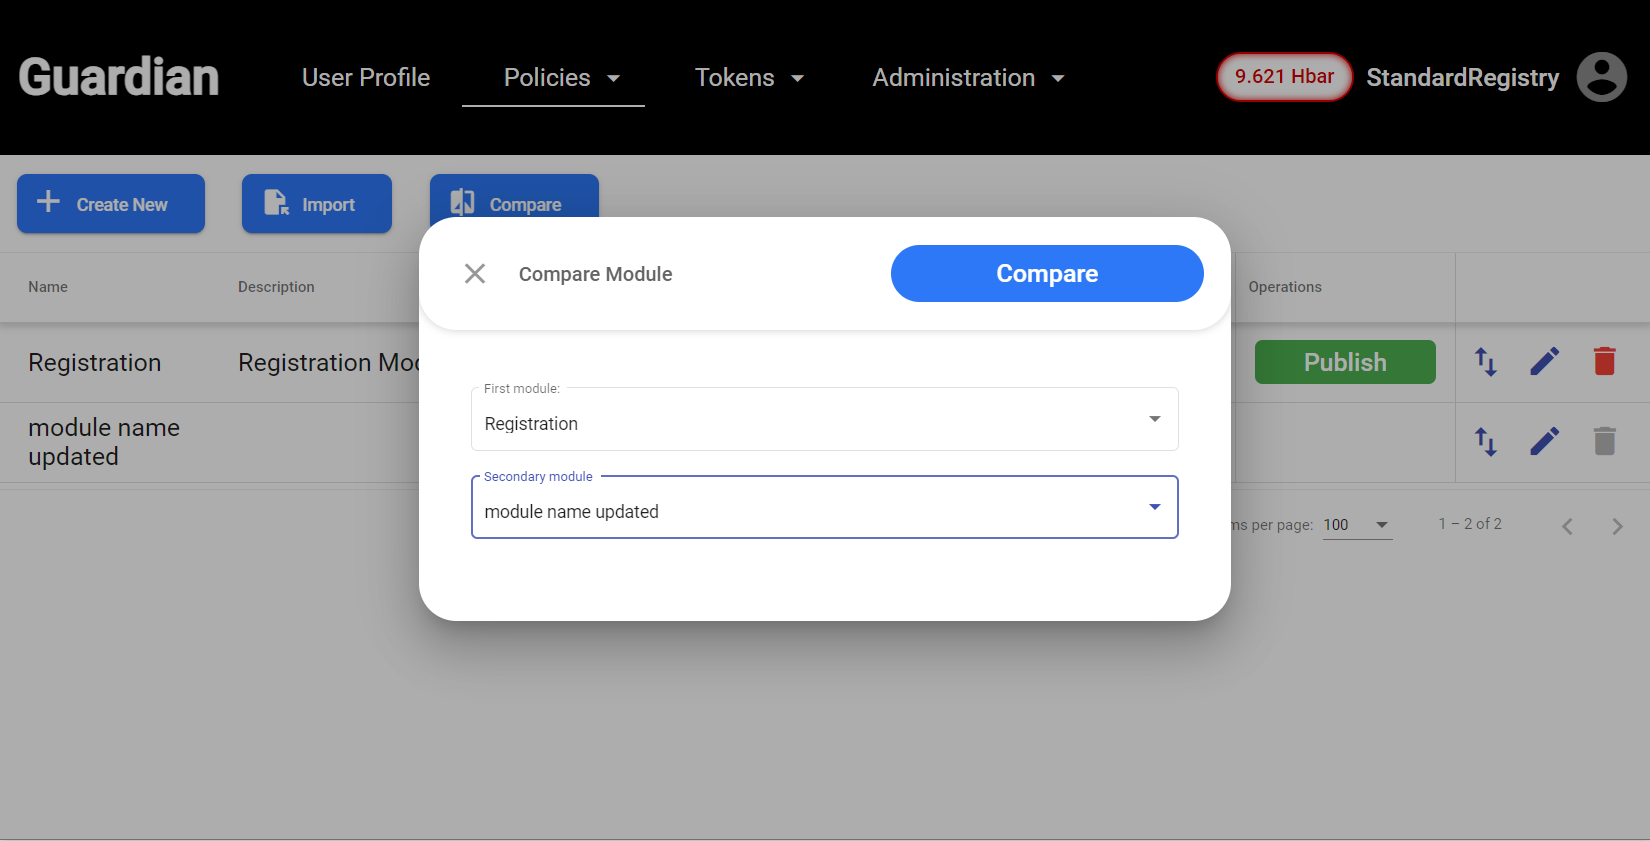 Guardian
User Profile
Policies
Tokens
Administration
9.621 Hbar
StandardRegistry
Create New
Import
Compare
Compare Module
Compare
Name
Description
Operations
Registration
Registration
Publish
module name
updated
First module:
Registration
Secondary module
module name updated
per page:
100
1 – 2 of 2